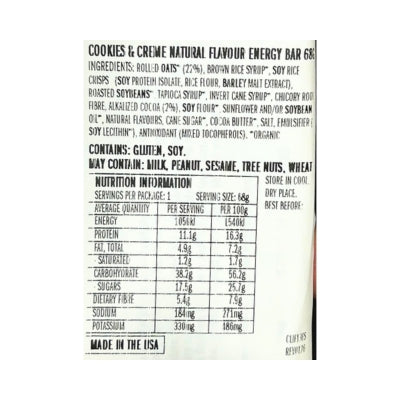 COOKIES & CREME NATURAL FLAVOUR ENERGY BAR 68g
INGREDIENTS: ROLLED OATS* (22%), BROWN RICE SYRUP*, SOY RICE
CRISPS (SOY PROTEIN ISOLATE, RICE FLOUR, BARLEY MALT EXTRACT),
ROASTED SOYBEANS* TAPIOCA SYRUP*, INVERT CANE SYRUP*, CHICORY ROOT
FIBRE, ALKALIZED COCOA (2%), SOY FLOUR*, SUNFLOWER AND/OR SOYBEAN
OIL*, NATURAL FLAVOURS, CANE SUGAR*, COCOA BUTTER*, SALT, EMULSIFIER (
SOY LECITHIN*), ANTIOXIDANT (MIXED TOCOPHEROLS). *ORGANIC
CONTAINS: GLUTEN, SOY.
MAY CONTAIN: MILK, PEANUT, SESAME, TREE NUTS, WHEAT
NUTRITION INFORMATION
SERVINGS PER PACKAGE: 1 SERVING SIZE: 68g
AVERAGE QUANTITY PER SERVING PER 100g
ENERGY 1050kJ 1540kJ
PROTEIN 11.1g 16.3g
FAT, TOTAL 4.9g 7.2g
-SATURATED 1.2g 1.7g
CARBOHYDRATE 38.2g 56.2g
-SUGARS 17.5g 25.7g
DIETARY FIBRE 5.4g 7.9g
SODIUM 184mg 271mg
POTASSIUM 330mg 486mg
MADE IN THE USA
STORE IN COOL
DRY PLACE.
BEST BEFORE: